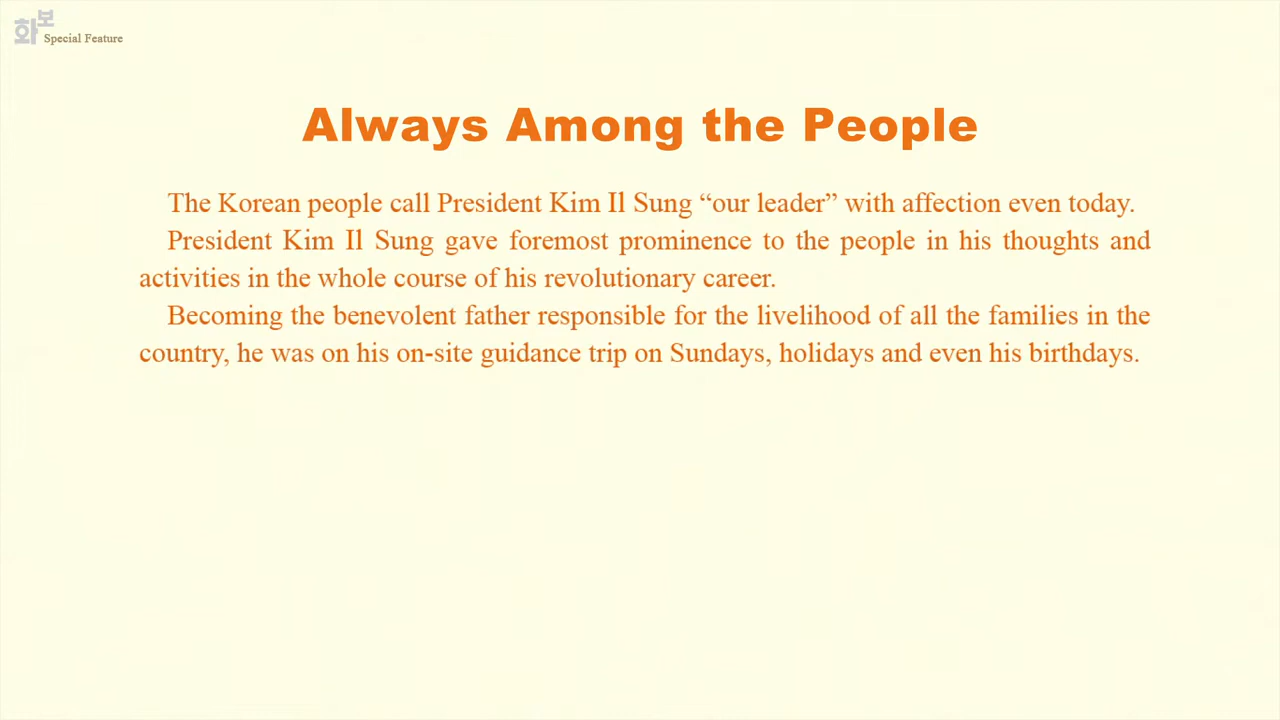 화보
Special Feature
Always Among the People
The Korean people call President Kim Il Sung “our leader” with affection even today.
President Kim Il Sung gave foremost prominence to the people in his thoughts and
activities in the whole course of his revolutionary career.
Becoming the benevolent father responsible for the livelihood of all the families in the
country, he was on his on-site guidance trip on Sundays, holidays and even his birthdays.